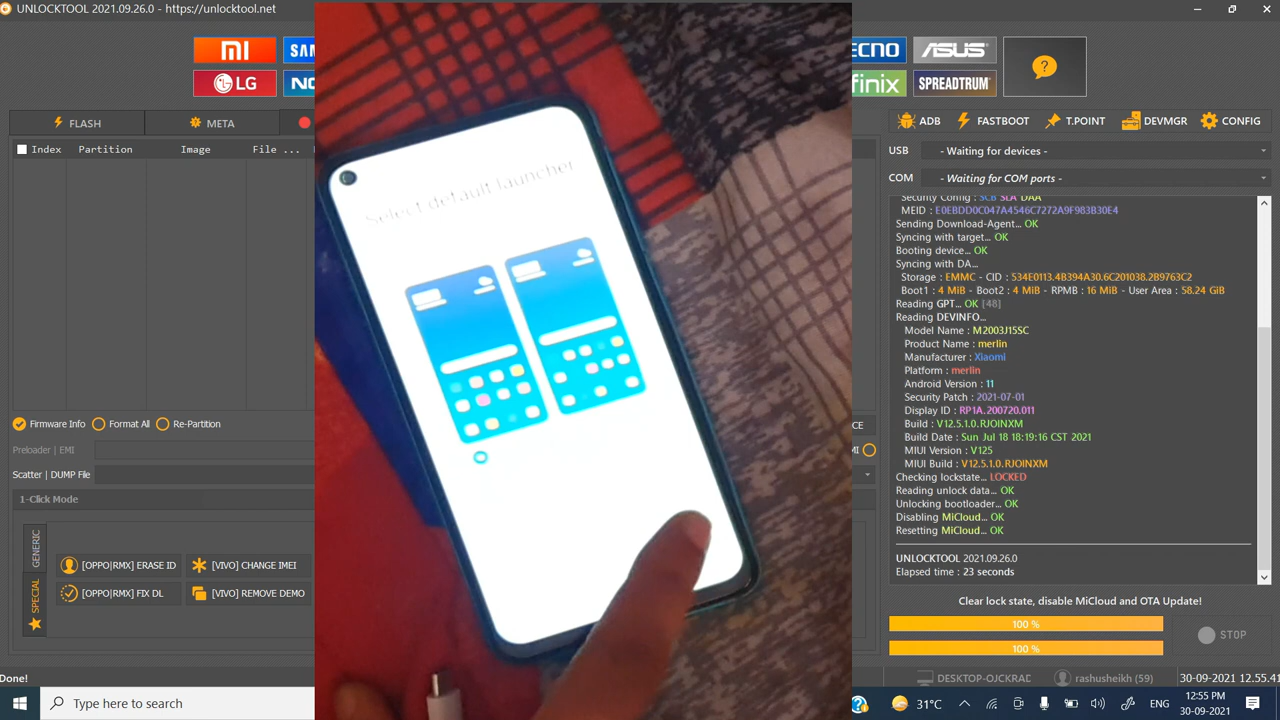 UNLOCKTOOL 2021.09.26.0 - https://unlocktool.net
LG
ASUS
finix
SPREADTRUM
?
FLASH
META
Index
Partition
Image
File ...
Firmware Info
Format All
Re-Partition
Preloader | EMI
Scatter | DUMP File
1-Click Mode
GENERIC
SPECIAL
[OPPO|RMX] ERASE ID
[VIVO] CHANGE IMEI
[OPPO|RMX] FIX DL
[VIVO] REMOVE DEMO
Done!
Type here to search
Select default launcher
ADB
FASTBOOT
T.POINT
DEVMGR
CONFIG
USB - Waiting for devices -
COM - Waiting for COM ports -
Security Config : SCB SLA DAA
MEID : E0EBDD0C047A4546C7272A9F983B30E4
Sending Download-Agent... OK
Syncing with target... OK
Booting device... OK
Syncing with DA...
Storage : EMMC - CID : 534E0113.4B394A30.6C201038.2B9763C2
Boot1 : 4 MiB - Boot2 : 4 MiB - RPMB : 16 MiB - User Area : 58.24 GiB
Reading GPT... OK [48]
Reading DEVINFO...
Model Name : M2003J15SC
Product Name : merlin
Manufacturer : Xiaomi
Platform : merlin
Android Version : 11
Security Patch : 2021-07-01
Display ID : RP1A.200720.011
Build : V12.5.1.0.RJOINXM
Build Date : Sun Jul 18 18:19:16 CST 2021
MIUI Version : V125
MIUI Build : V12.5.1.0.RJOINXM
Checking lockstate... LOCKED
Reading unlock data... OK
Unlocking bootloader... OK
Disabling MiCloud... OK
Resetting MiCloud... OK
UNLOCKTOOL 2021.09.26.0
Elapsed time : 23 seconds
Clear lock state, disable MiCloud and OTA Update!
100 %
100 %
STOP
DESKTOP-OJCKRAD
rashusheikh (59)
30-09-2021 12.55.41
31°C
12:55 PM
30-09-2021